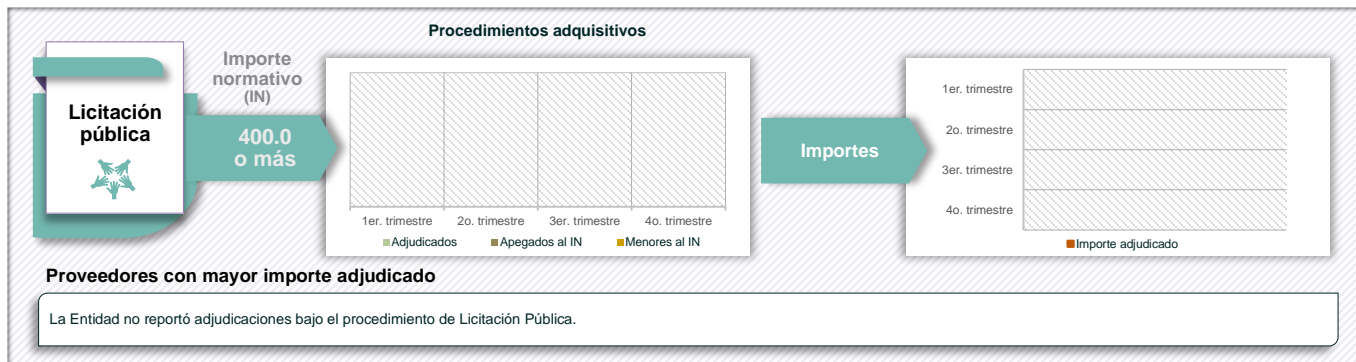 Procedimientos adquisitivos
Licitación
pública
Importe
normativo
(IN)
400.0
o más
1er. trimestre
2o. trimestre
3er. trimestre
4o. trimestre
Adjudicados
Apegados al IN
Menores al IN
Importes
1er. trimestre
2o. trimestre
3er. trimestre
4o. trimestre
Importe adjudicado
Proveedores con mayor importe adjudicado
La Entidad no reportó adjudicaciones bajo el procedimiento de Licitación Pública.